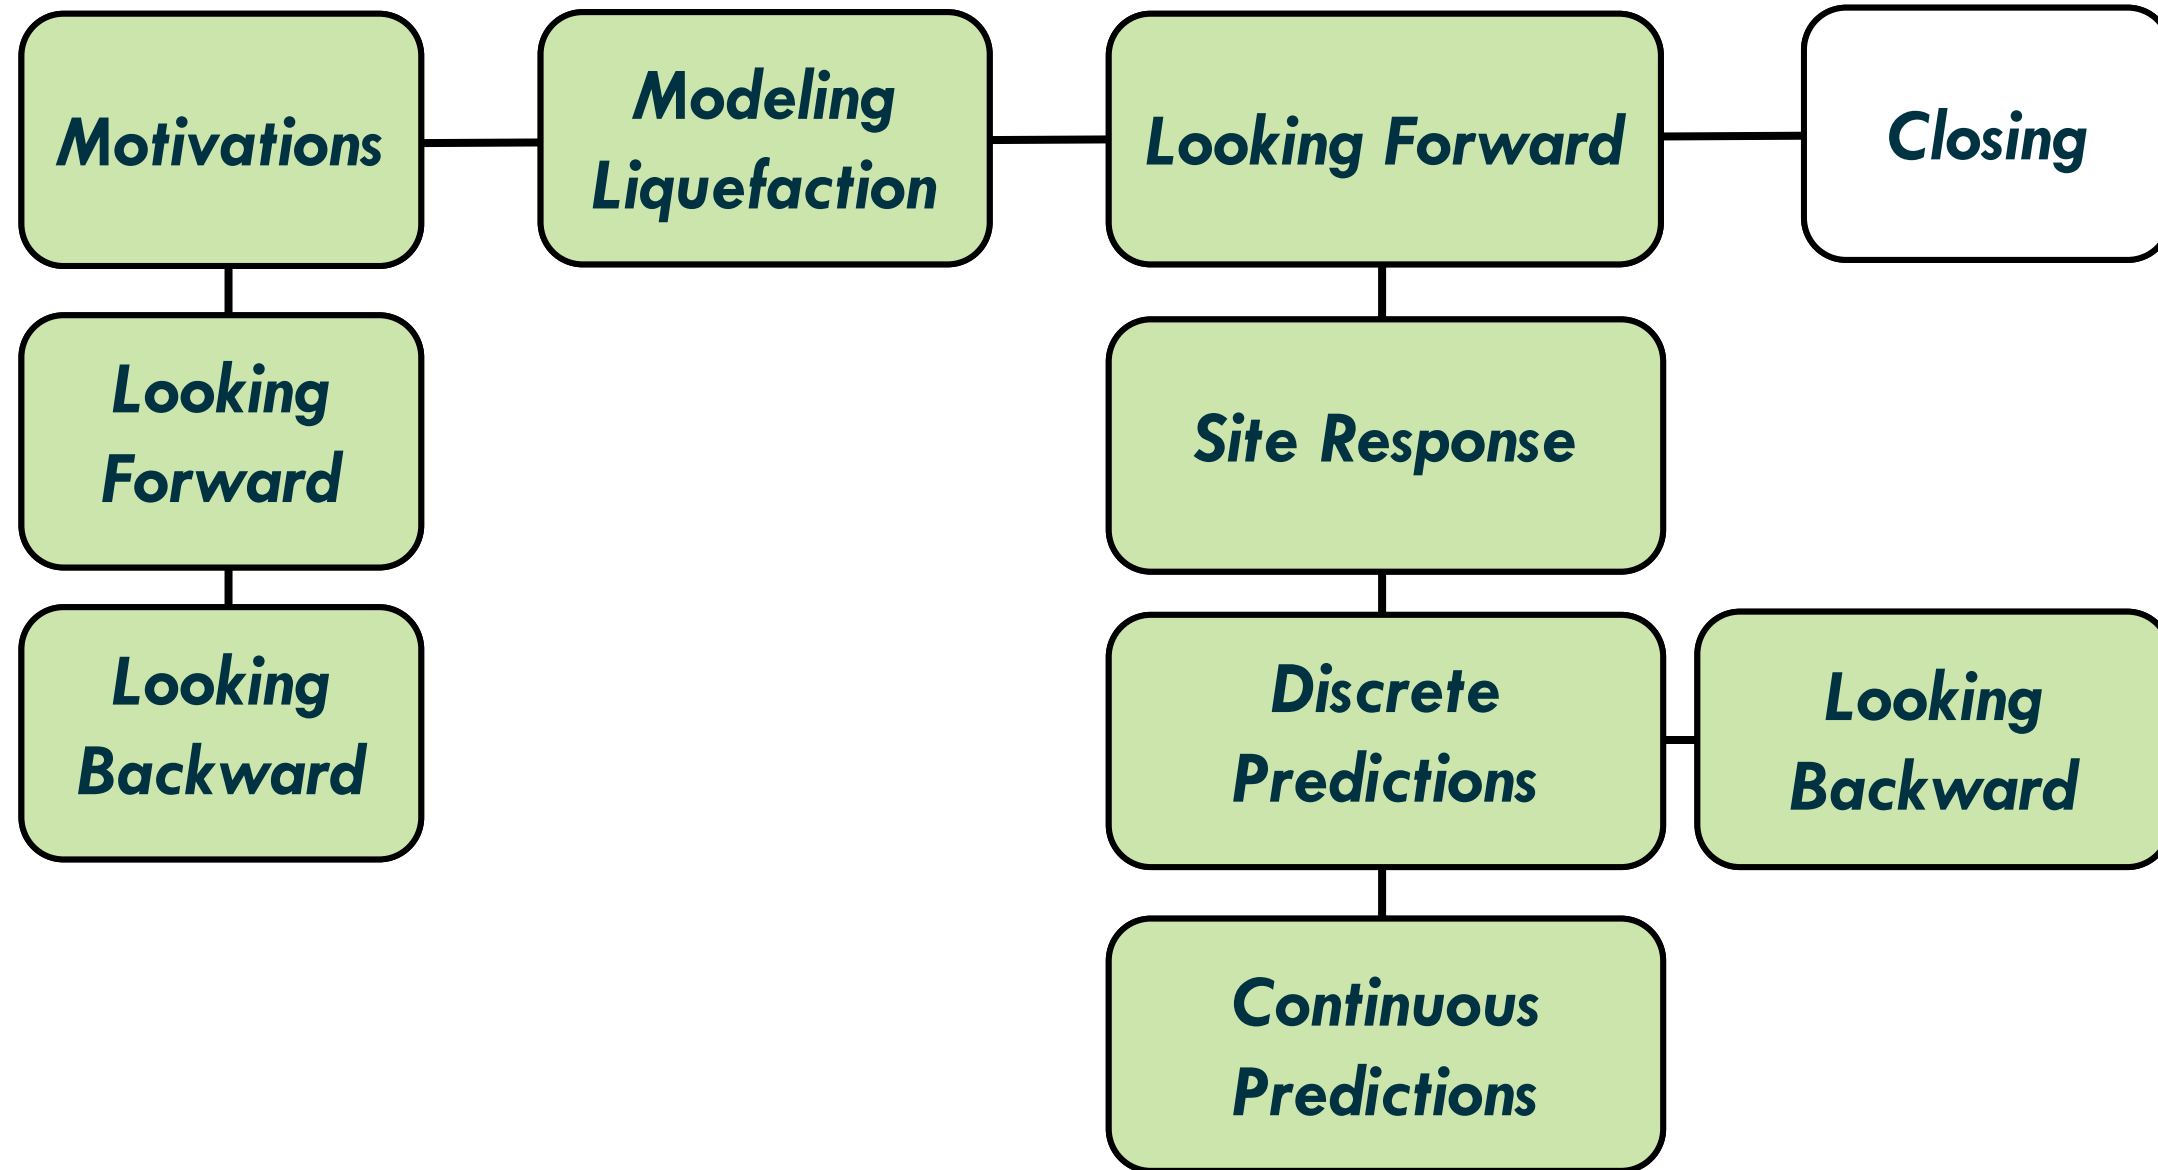 Motivations
Modeling
Liquefaction
Looking Forward
Closing
Looking
Forward
Site Response
Looking
Backward
Discrete
Predictions
Looking
Backward
Continuous
Predictions